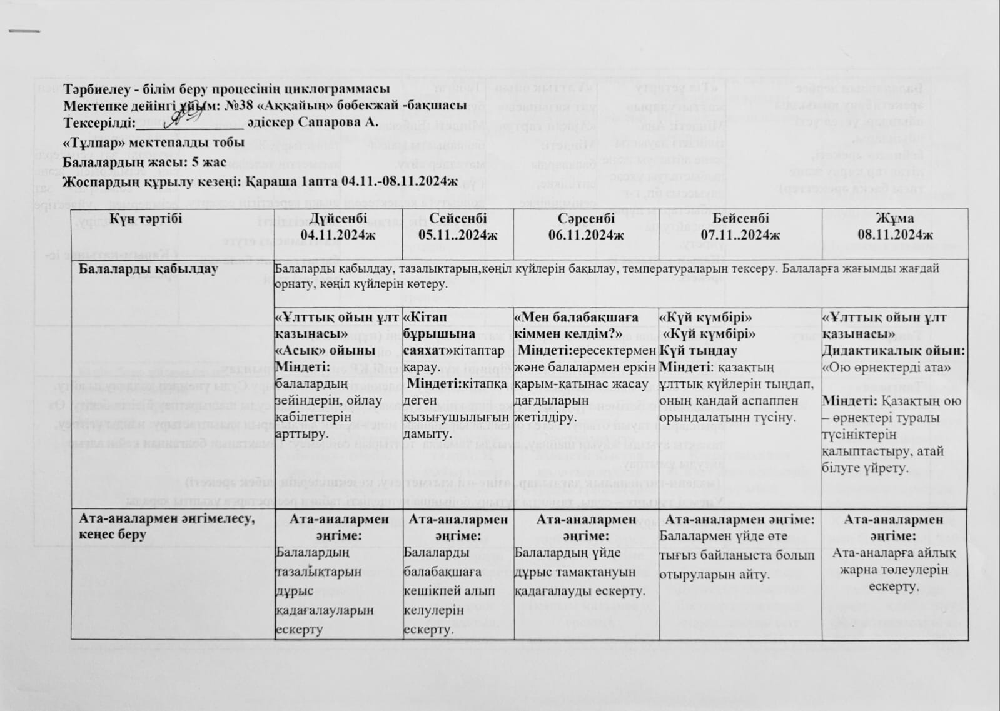 Тәрбиелеу - білім беру процесінің циклограммасы
Мектепке дейінгі ұйым: №38 «Аққайың» бөбекжай -бақшасы
Тексерілді: әдіскер Сапарова А.
«Тұлпар» мектепалды тобы
Балалардың жасы: 5 жас
Жоспардың құрылу кезені: Қараша 1апта 04.11.-08.11.2024ж
Күн тәртібі
Дүйсенбі
04.11.2024ж
Сейсенбі
05.11..2024ж
Сәрсенбі
06.11.2024ж
Бейсенбі
07.11..2024ж
Жұма
08.11.2024ж
Балаларды қабылдау
Балаларды қабылдау, тазалықтарын,көңіл күйлерін бақылау, температураларын тексеру. Балаларға жағымды жағдай
орнату, көңіл күйлерін көтеру.
«Ұлттық ойын ұлт
қазынасы»
«Асық» ойыны
Міндеті:
балалардың
зейіндерін, ойлау
қабілеттерін
арттыру.
«Кітап
бұрышына
саяхат»кітаптар
қарау.
Міндеті:кітапқа
деген
қызығушылығын
дамыту.
«Мен балабақшаға
кіммен келдім?»
Міндеті:ересектермен
және балалармен еркін
қарым-қатынас жасау
дағдыларын
жетілдіру.
«Күй күмбірі»
«Күй күмбірі»
Күй тыңдау
Міндеті: қазақтың
ұлттық күйлерін тыңдап,
оның қандай аспаппен
орындалатынн түсіну.
«Ұлттық ойын ұлт
қазынасы»
Дидактикалық ойын:
«Ою өрнектерді ата»
Міндеті: Қазақтың ою
– өрнектері туралы
түсініктерін
қалыптастыру, атай
білуге үйрету.
Ата-аналармен әңгімелесу,
кеңес беру
Ата-аналармен
әңгіме:
Балалардың
тазалықтарын
дұрыс
қадағалауларын
ескерту
Ата-аналармен
әңгіме:
Балаларды
балабақшаға
кешікпей алып
келулерін
ескерту.
Ата-аналармен
әңгіме:
Балалардың үйде
дұрыс тамақтануын
қадағалауды ескерту.
Ата-аналармен әңгіме:
Балалармен үйде өте
тығыз байланыста болып
отыруларын айту.
Ата-аналармен
әңгіме:
Ата-аналарға айлық
жарна төлеулерін
ескерту.